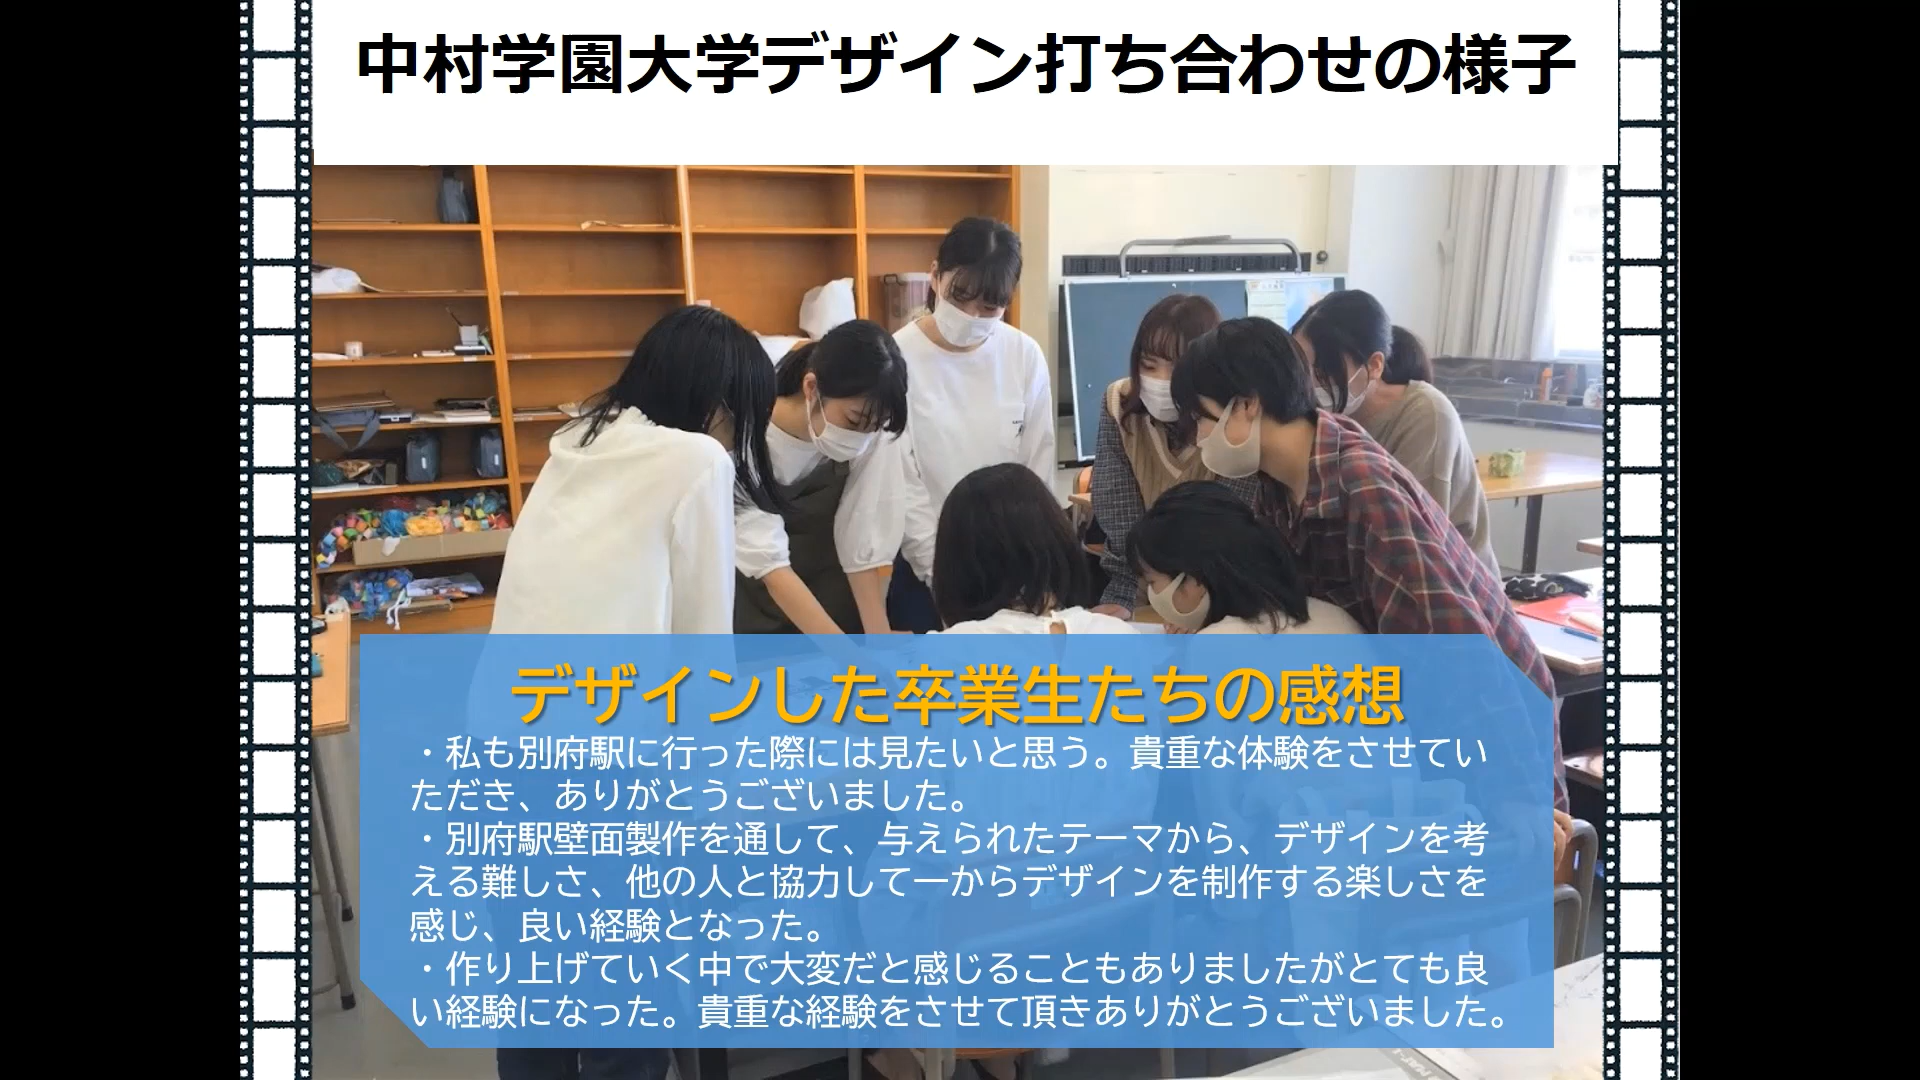 中村学園大学デザイン打ち合わせの様子
デザインした卒業生たちの感想
・私も別府駅に行った際には見たいと思う。貴重な体験をさせてい
ただき、ありがとうございました。
・別府駅壁面製作を通して、与えられたテーマから、デザインを考
える難しさ、他の人と協力して一からデザインを制作する楽しさを
感じ、良い経験となった。
・作り上げていく中で大変だと感じることもありましたがとても良
い経験になった。貴重な経験をさせて頂きありがとうございました。